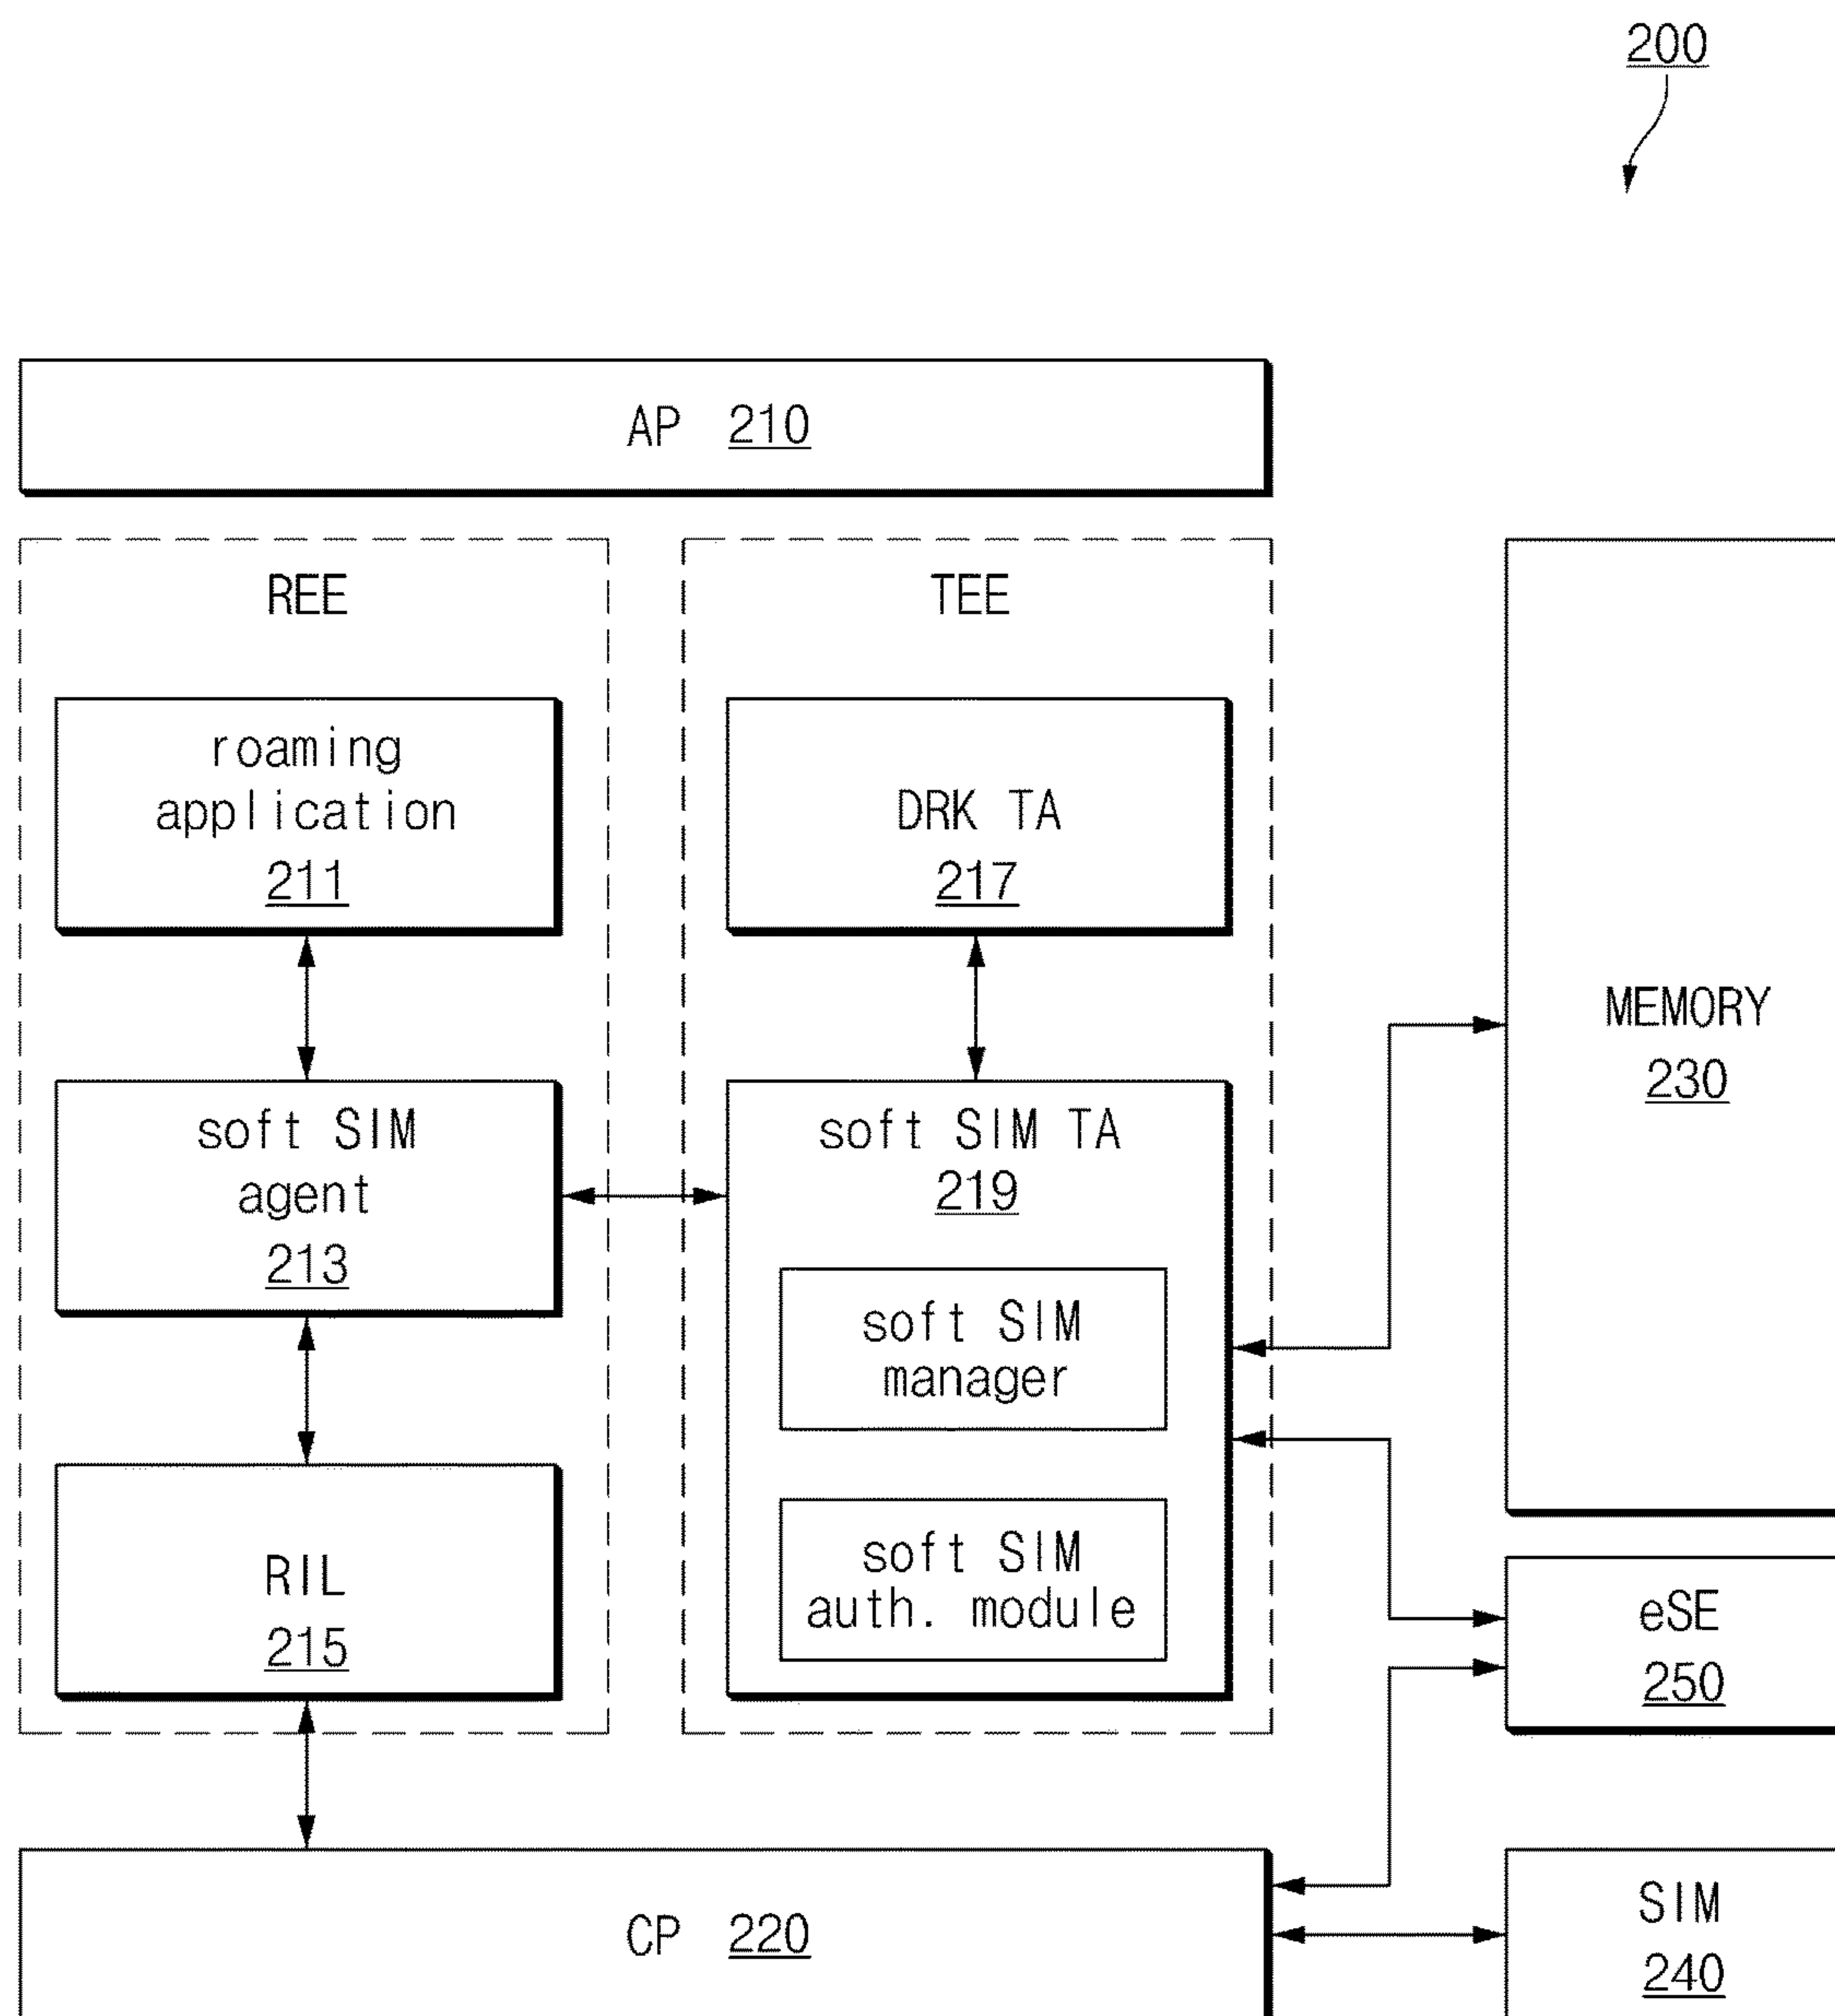 200
AP 210
REE
roaming
application
211
soft SIM
agent
213
RIL
215
TEE
DRK TA
217
soft SIM TA
219
soft SIM
manager
soft SIM
auth. module
MEMORY
230
eSE
250
CP 220
SIM
240